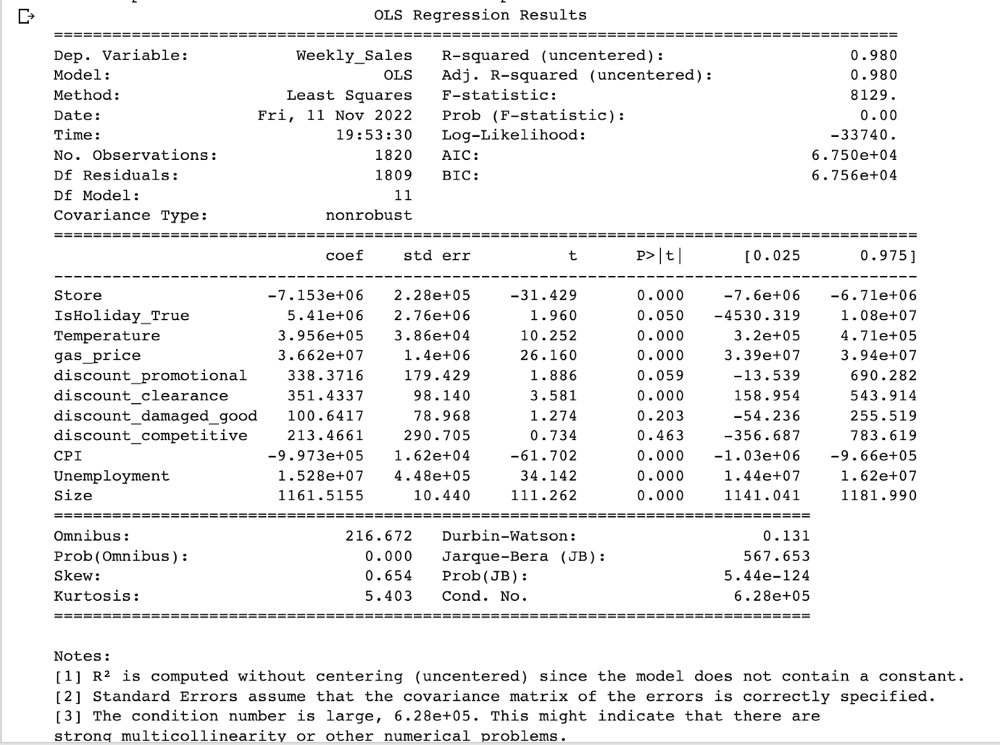 OLS Regression Results
==============================================================================
Dep. Variable: Weekly_Sales R-squared (uncentered): 0.980
Model: OLS Adj. R-squared (uncentered): 0.980
Method: Least Squares F-statistic: 8129.
Date: Fri, 11 Nov 2022 Prob (F-statistic): 0.00
Time: 19:53:30 Log-Likelihood: -33740.
No. Observations: 1820 AIC: 6.750e+04
Df Residuals: 1809 BIC: 6.756e+04
Df Model: 11
Covariance Type: nonrobust
==============================================================================
coef std err t P>|t| [0.025 0.975]
------------------------------------------------------------------------------
Store -7.153e+06 2.28e+05 -31.429 0.000 -7.6e+06 -6.71e+06
IsHoliday_True 5.41e+06 2.76e+06 1.960 0.050 -4530.319 1.08e+07
Temperature 3.956e+05 3.86e+04 10.252 0.000 3.2e+05 4.71e+05
gas_price 3.662e+07 1.4e+06 26.160 0.000 3.39e+07 3.94e+07
discount_promotional 338.3716 179.429 1.886 0.059 -13.539 690.282
discount_clearance 351.4337 98.140 3.581 0.000 158.954 543.914
discount_damaged_good 100.6417 78.968 1.274 0.203 -54.236 255.519
discount_competitive 213.4661 290.705 0.734 0.463 -356.687 783.619
CPI -9.973e+05 1.62e+04 -61.702 0.000 -1.03e+06 -9.66e+05
Unemployment 1.528e+07 4.48e+05 34.142 0.000 1.44e+07 1.62e+07
Size 1161.5155 10.440 111.262 0.000 1141.041 1181.990
==============================================================================
Omnibus: 216.672 Durbin-Watson: 0.131
Prob(Omnibus): 0.000 Jarque-Bera (JB): 567.653
Skew: 0.654 Prob(JB): 5.44e-124
Kurtosis: 5.403 Cond. No. 6.28e+05
==============================================================================
Notes:
[1] R² is computed without centering (uncentered) since the model does not contain a constant.
[2] Standard Errors assume that the covariance matrix of the errors is correctly specified.
[3] The condition number is large, 6.28e+05. This might indicate that there are
strong multicollinearity or other numerical problems.